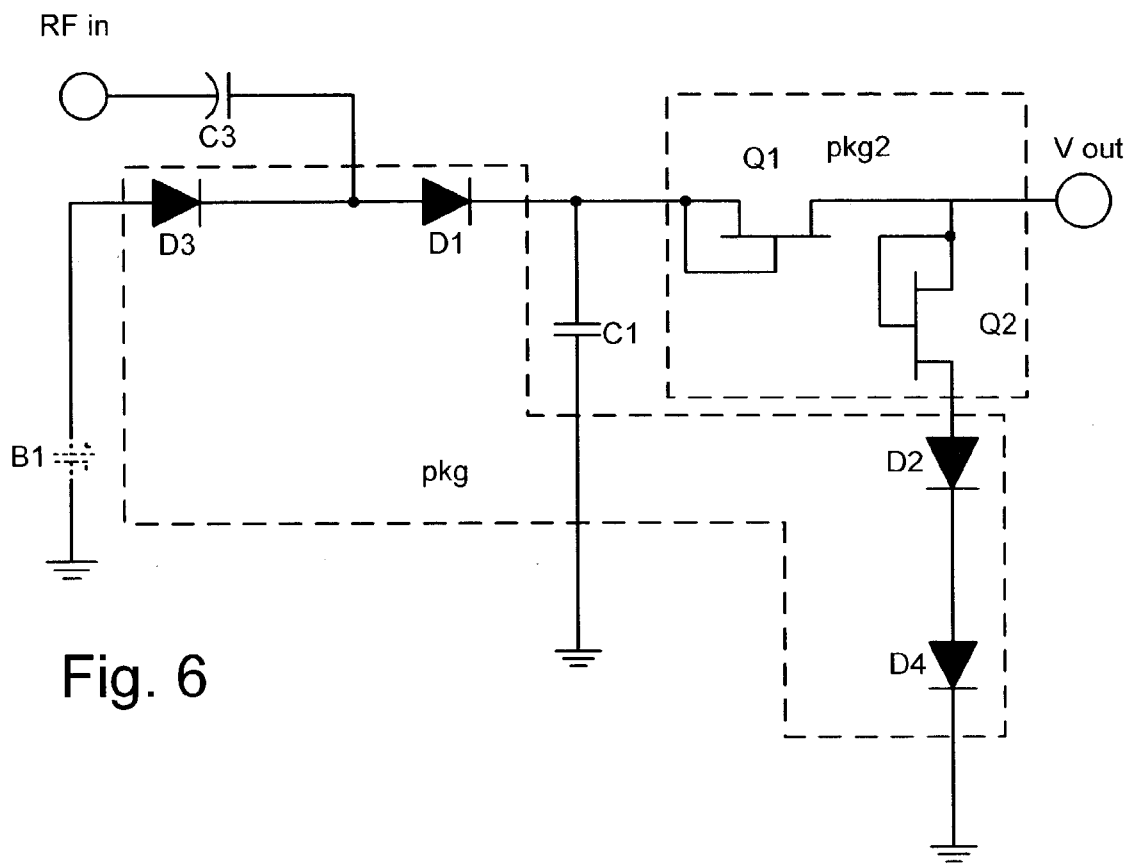 RF in
C3
Q1
pkg2
V out
D3
D1
C1
Q2
B1
pkg
D2
Fig. 6
D4